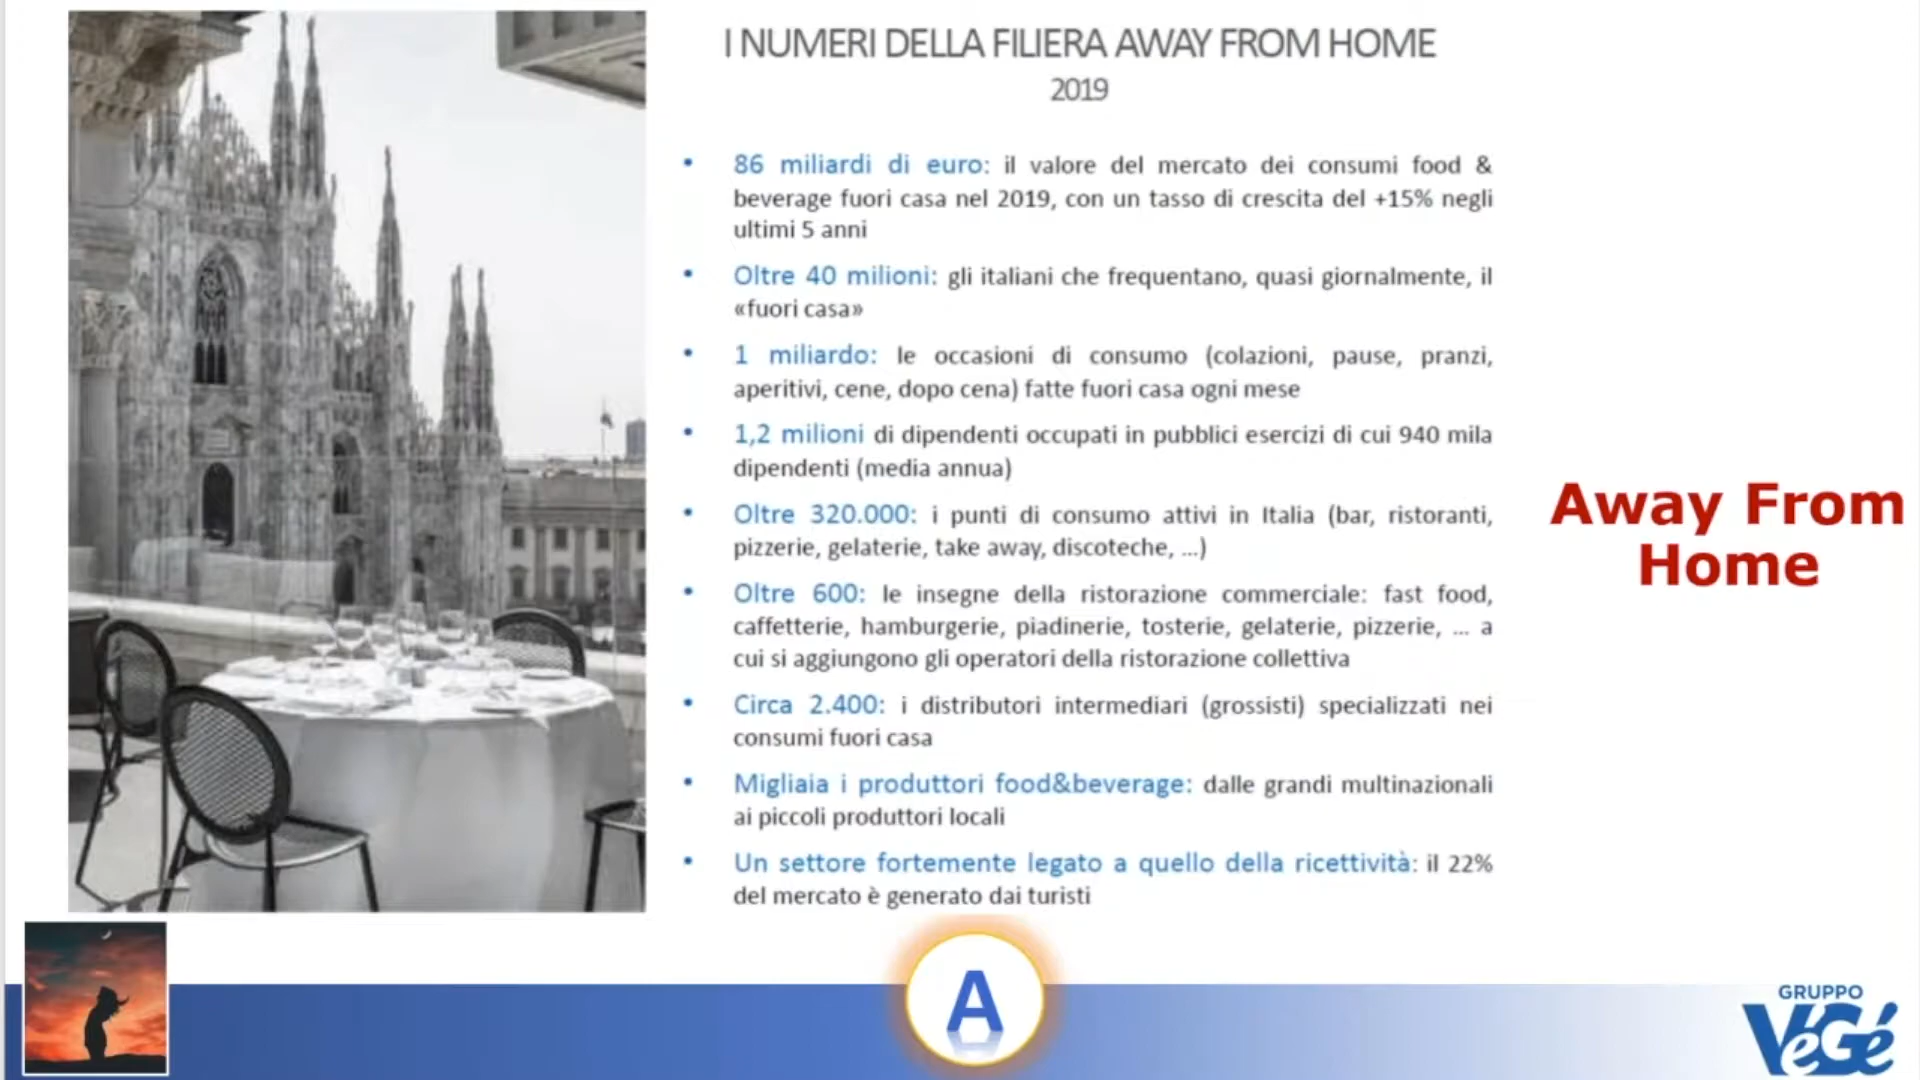 I NUMERI DELLA FILIERA AWAY FROM HOME
2019
• 86 miliardi di euro: il valore del mercato dei consumi food &
beverage fuori casa nel 2019, con un tasso di crescita del +15% negli
ultimi 5 anni
• Oltre 40 milioni: gli italiani che frequentano, quasi giornalmente, il
«fuori casa»
• 1 miliardo: le occasioni di consumo (colazioni, pause, pranzi,
aperitivi, cene, dopo cena) fatte fuori casa ogni mese
• 1,2 milioni di dipendenti occupati in pubblici esercizi di cui 940 mila
dipendenti (media annua)
• Oltre 320.000: i punti di consumo attivi in Italia (bar, ristoranti,
pizzerie, gelaterie, take away, discoteche, ...)
• Oltre 600: le insegne della ristorazione commerciale: fast food,
caffetterie, hamburgerie, piadinerie, tosterie, gelaterie, pizzerie, ... a
cui si aggiungono gli operatori della ristorazione collettiva
• Circa 2.400: i distributori intermediari (grossisti) specializzati nei
consumi fuori casa
• Migliaia i produttori food&beverage: dalle grandi multinazionali
ai piccoli produttori locali
• Un settore fortemente legato a quello della ricettività: il 22%
del mercato è generato dai turisti
Away From
Home
A
GRUPPO
VéGé